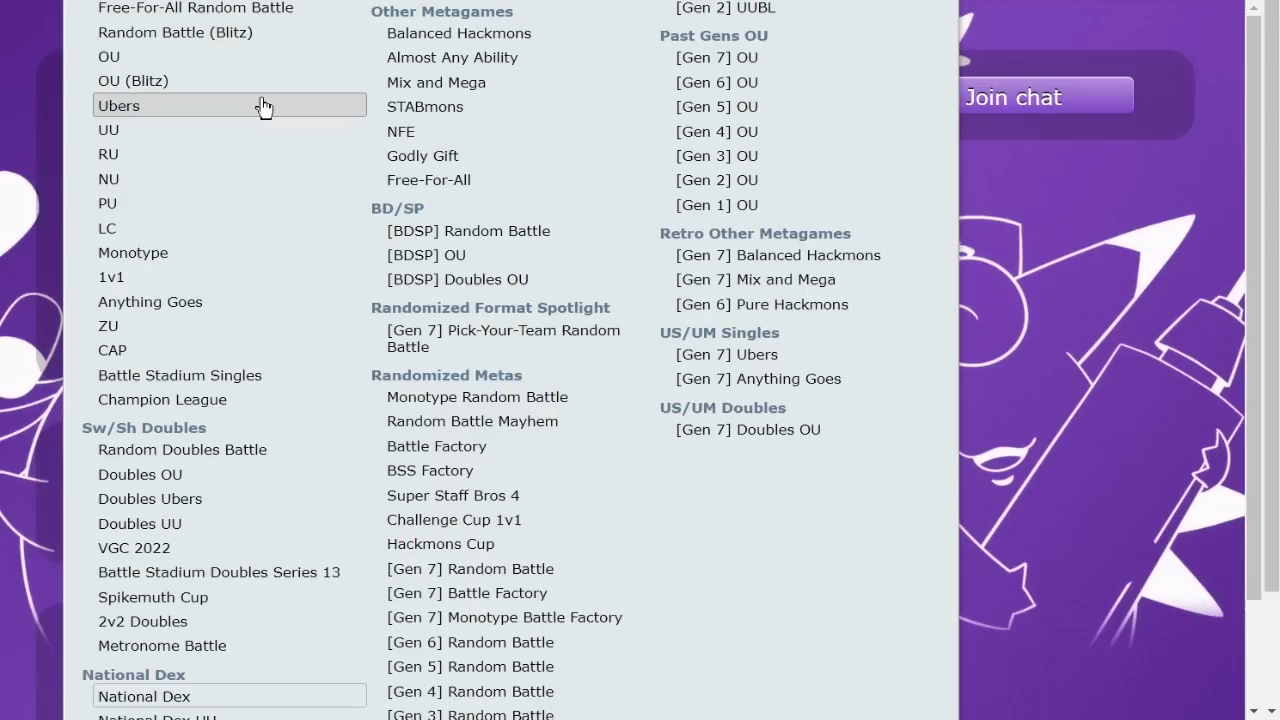 Free-For-All Random Battle
Random Battle (Blitz)
OU
OU (Blitz)
Ubers
UU
RU
NU
PU
LC
Monotype
1v1
Anything Goes
ZU
CAP
Battle Stadium Singles
Champion League
Sw/Sh Doubles
Random Doubles Battle
Doubles OU
Doubles Ubers
Doubles UU
VGC 2022
Battle Stadium Doubles Series 13
Spikemuth Cup
2v2 Doubles
Metronome Battle
National Dex
National Dex
National Dex UU
Other Metagames
Balanced Hackmons
Almost Any Ability
Mix and Mega
STABmons
NFE
Godly Gift
Free-For-All
BD/SP
[BDSP] Random Battle
[BDSP] OU
[BDSP] Doubles OU
Randomized Format Spotlight
[Gen 7] Pick-Your-Team Random
Battle
Randomized Metas
Monotype Random Battle
Random Battle Mayhem
Battle Factory
BSS Factory
Super Staff Bros 4
Challenge Cup 1v1
Hackmons Cup
[Gen 7] Random Battle
[Gen 7] Battle Factory
[Gen 7] Monotype Battle Factory
[Gen 6] Random Battle
[Gen 5] Random Battle
[Gen 4] Random Battle
[Gen 3] Random Battle
[Gen 2] UUBL
Past Gens OU
[Gen 7] OU
[Gen 6] OU
[Gen 5] OU
[Gen 4] OU
[Gen 3] OU
[Gen 2] OU
[Gen 1] OU
Retro Other Metagames
[Gen 7] Balanced Hackmons
[Gen 7] Mix and Mega
[Gen 6] Pure Hackmons
US/UM Singles
[Gen 7] Ubers
[Gen 7] Anything Goes
US/UM Doubles
[Gen 7] Doubles OU
Join chat